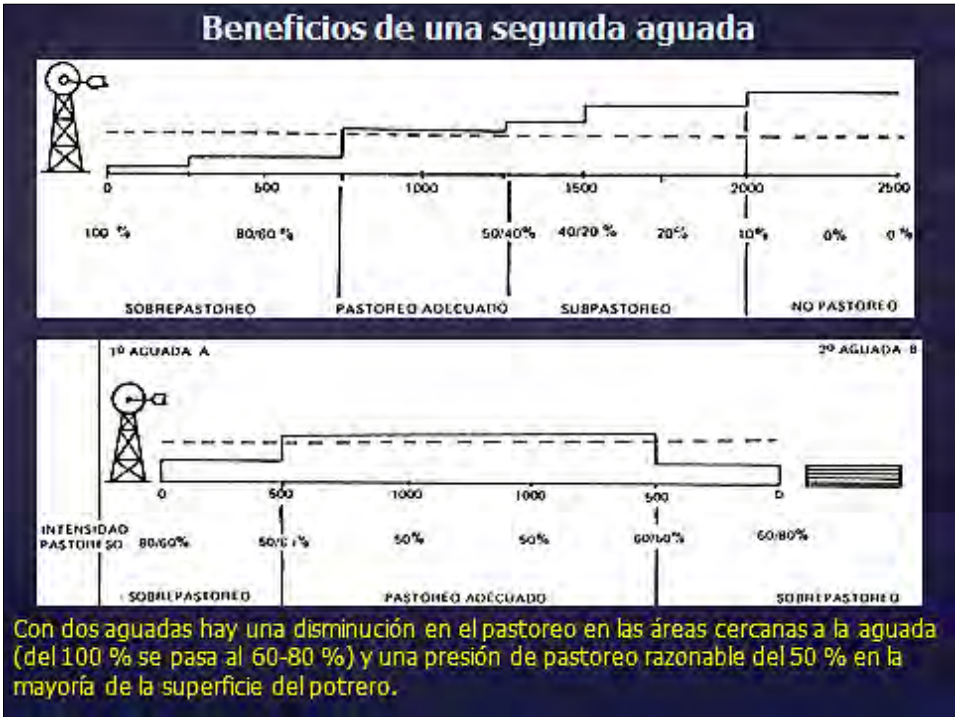 Beneficios de una segunda aguada
0 500 1000 1500 2000 2500
100 % 80/60 % 50/40% 40/20 % 20% 10% 0% 0 %
SOBREPASTOREO PASTOREO ADECUADO SUBPASTOREO NO PASTOREO
1º AGUADA A 2º AGUADA B
0 500 1000 1000 500 0
INTENSIDAD
PASTOREO 80/60% 50% 50% 60/80%
SOBREPASTOREO PASTOREO ADECUADO SOBREPASTOREO
Con dos aguadas hay una disminución en el pastoreo en las áreas cercanas a la aguada
(del 100 % se pasa al 60-80 %) y una presión de pastoreo razonable del 50 % en la
mayoría de la superficie del potrero.